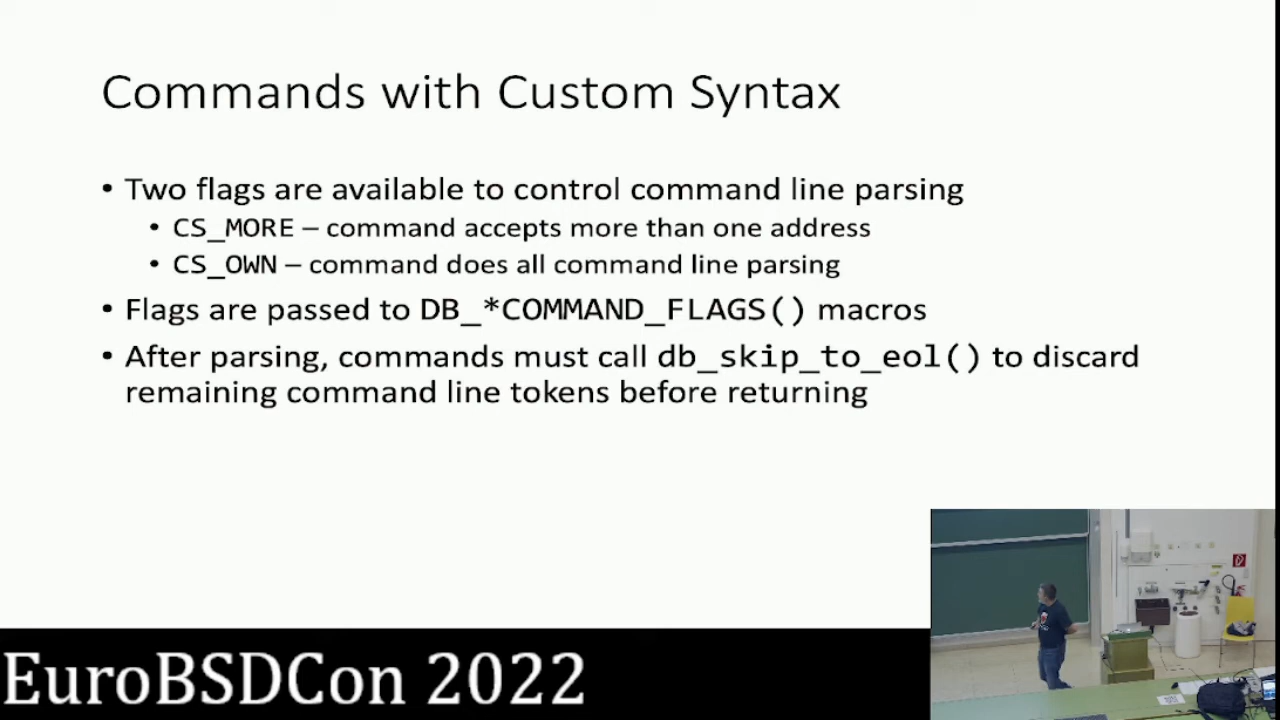 Commands with Custom Syntax
• Two flags are available to control command line parsing
• CS_MORE – command accepts more than one address
• CS_OWN – command does all command line parsing
• Flags are passed to DB_*COMMAND_FLAGS() macros
• After parsing, commands must call db_skip_to_eol() to discard
remaining command line tokens before returning
EuroBSDCon 2022